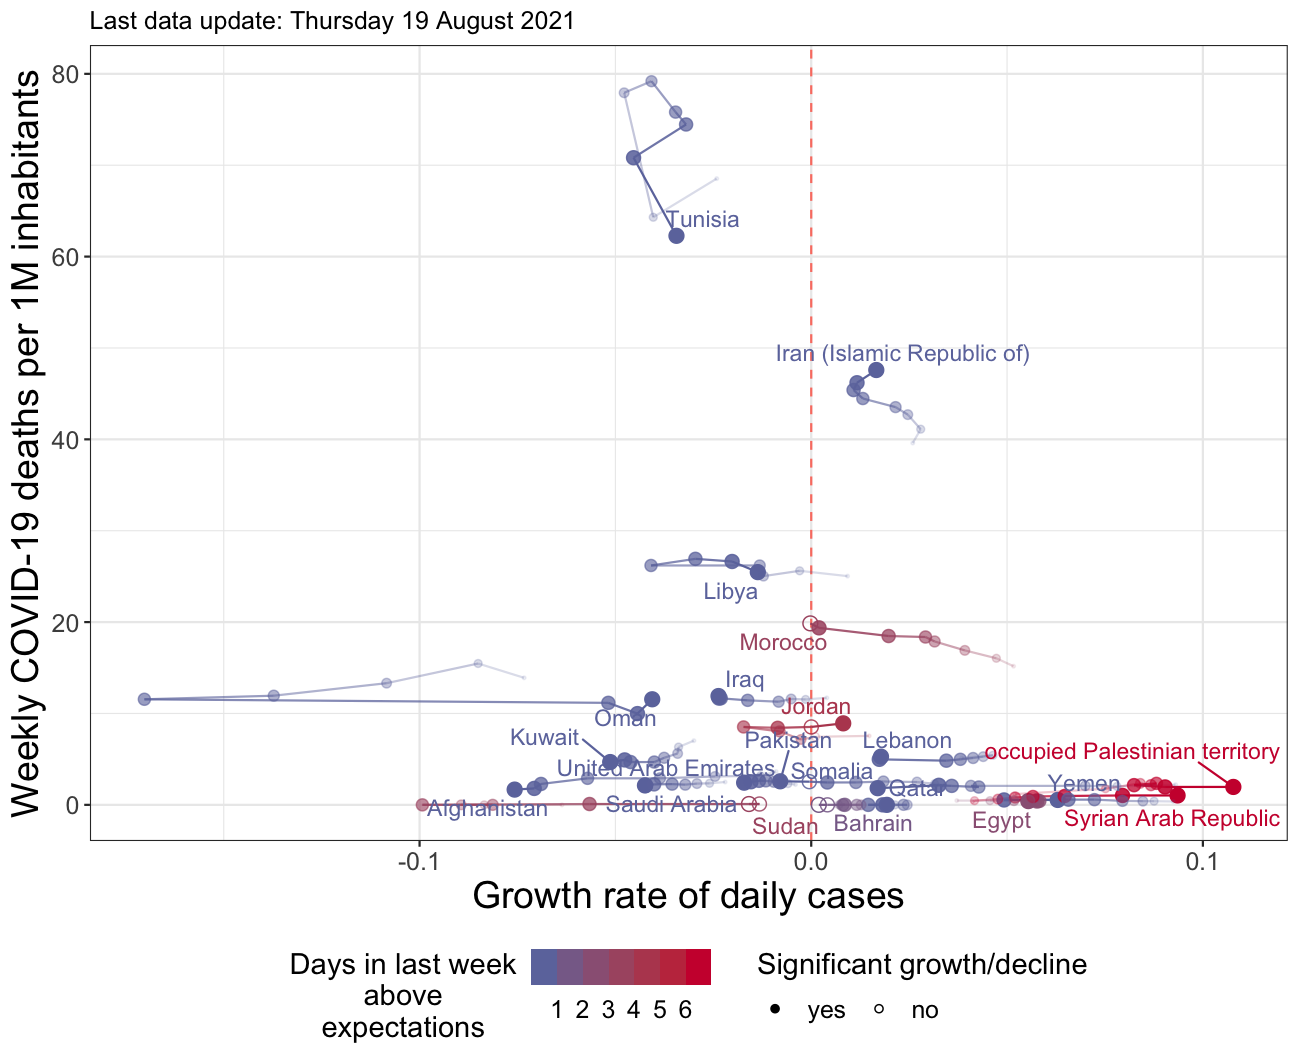 Last data update: Thursday 19 August 2021
Weekly COVID-19 deaths per 1M inhabitants
80
60
40
20
0
Tunisia
Iran (Islamic Republic of)
Libya
Morocco
Iraq
Oman
Jordan
Kuwait
Pakistan
Lebanon
occupied Palestinian territory
United Arab Emirates
Somalia
Yemen
Qatar
Afghanistan
Saudi Arabia
Sudan
Bahrain
Egypt
Syrian Arab Republic
-0.1
0.0
0.1
Growth rate of daily cases
Days in last week
above
expectations
1 2 3 4 5 6
Significant growth/decline
yes
no